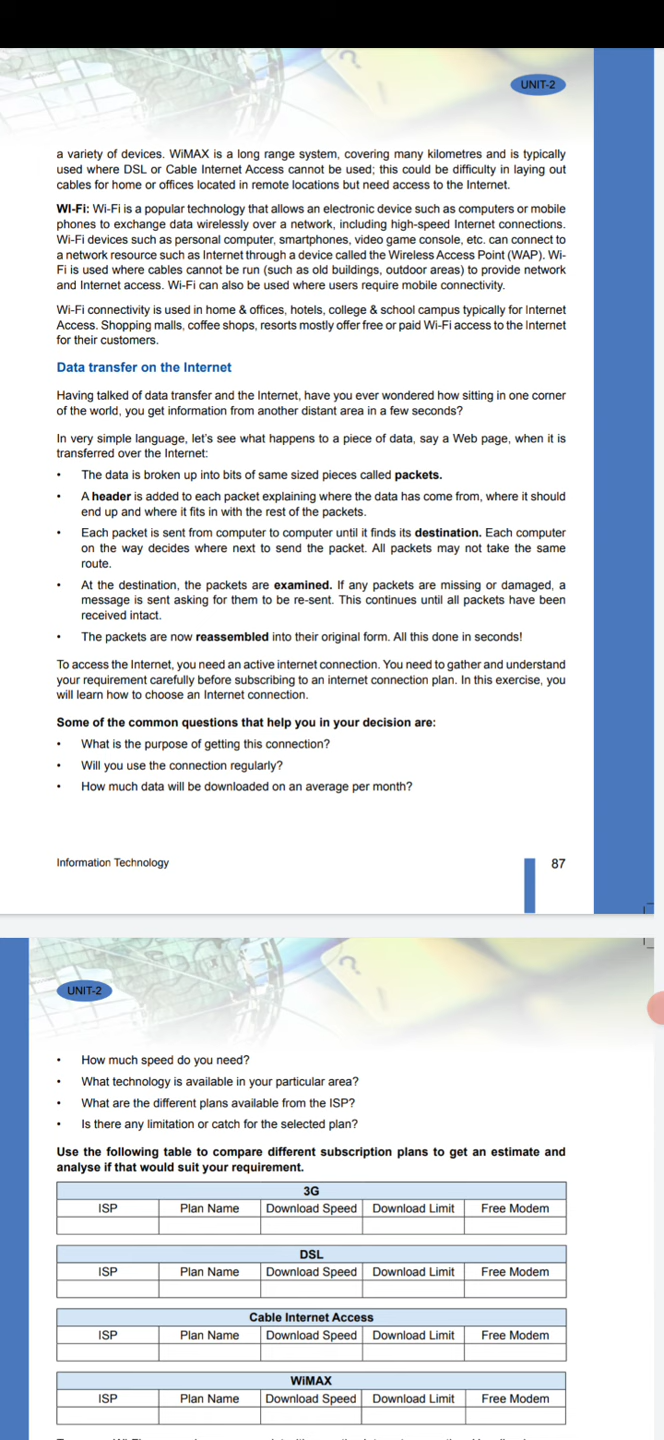 UNIT-2
a variety of devices. WiMAX is a long range system, covering many kilometres and is typically
used where DSL or Cable Internet Access cannot be used; this could be difficulty in laying out
cables for home or offices located in remote locations but need access to the Internet.
WI-Fi: Wi-Fi is a popular technology that allows an electronic device such as computers or mobile
phones to exchange data wirelessly over a network, including high-speed Internet connections.
Wi-Fi devices such as personal computer, smartphones, video game console, etc. can connect to
a network resource such as Internet through a device called the Wireless Access Point (WAP). Wi-
Fi is used where cables cannot be run (such as old buildings, outdoor areas) to provide network
and Internet access. Wi-Fi can also be used where users require mobile connectivity.
Wi-Fi connectivity is used in home & offices, hotels, college & school campus typically for Internet
Access. Shopping malls, coffee shops, resorts mostly offer free or paid Wi-Fi access to the Internet
for their customers.
Data transfer on the Internet
Having talked of data transfer and the Internet, have you ever wondered how sitting in one corner
of the world, you get information from another distant area in a few seconds?
In very simple language, let's see what happens to a piece of data, say a Web page, when it is
transferred over the Internet:
• The data is broken up into bits of same sized pieces called packets.
• A header is added to each packet explaining where the data has come from, where it should
end up and where it fits in with the rest of the packets.
• Each packet is sent from computer to computer until it finds its destination. Each computer
on the way decides where next to send the packet. All packets may not take the same
route.
• At the destination, the packets are examined. If any packets are missing or damaged, a
message is sent asking for them to be re-sent. This continues until all packets have been
received intact.
• The packets are now reassembled into their original form. All this done in seconds!
To access the Internet, you need an active internet connection. You need to gather and understand
your requirement carefully before subscribing to an internet connection plan. In this exercise, you
will learn how to choose an Internet connection.
Some of the common questions that help you in your decision are:
• What is the purpose of getting this connection?
• Will you use the connection regularly?
• How much data will be downloaded on an average per month?
Information Technology 87
UNIT-2
• How much speed do you need?
• What technology is available in your particular area?
• What are the different plans available from the ISP?
• Is there any limitation or catch for the selected plan?
Use the following table to compare different subscription plans to get an estimate and
analyse if that would suit your requirement.
3G
ISP Plan Name Download Speed Download Limit Free Modem
DSL
ISP Plan Name Download Speed Download Limit Free Modem
Cable Internet Access
ISP Plan Name Download Speed Download Limit Free Modem
WiMAX
ISP Plan Name Download Speed Download Limit Free Modem